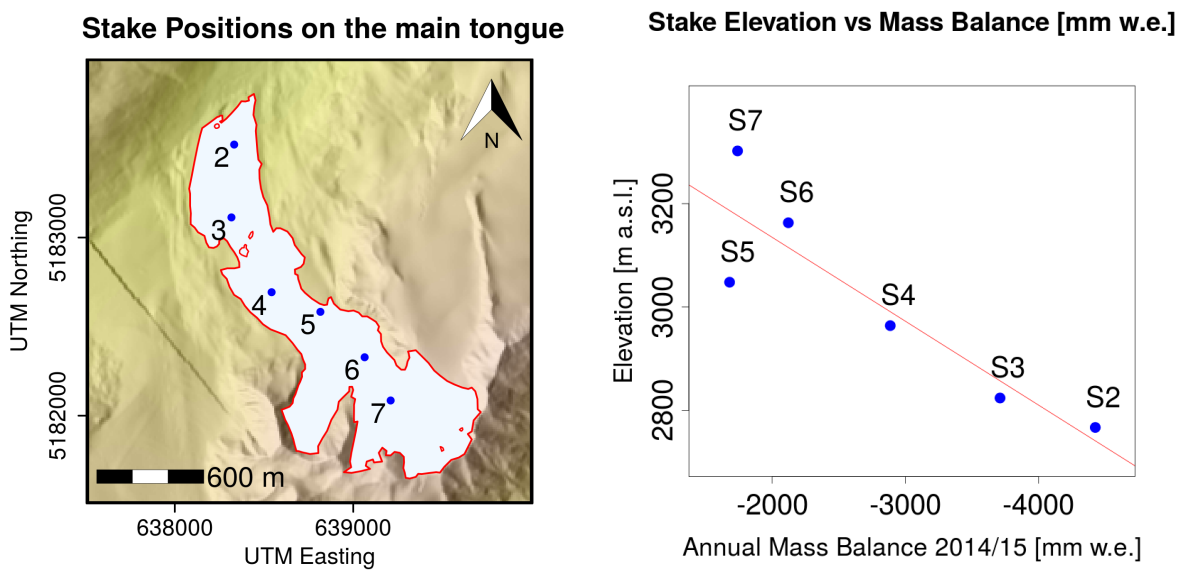 Stake Positions on the main tongue
N
2
3
4
5
6
7
600 m
5183000
5182000
UTM Northing
638000
639000
UTM Easting
Stake Elevation vs Mass Balance [mm w.e.]
S7
S6
S5
S4
S3
S2
3200
3000
2800
Elevation [m a.s.l.]
-2000
-3000
-4000
Annual Mass Balance 2014/15 [mm w.e.]